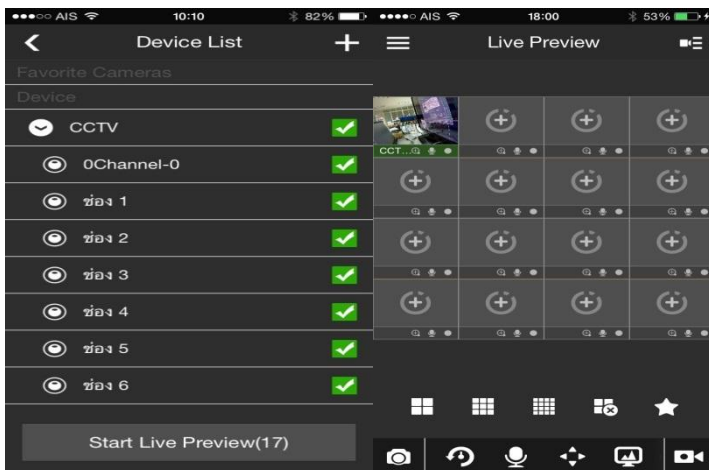 AIS 10:10 82%
Device List
Favorite Cameras
Device
CCTV
0Channel-0
ช่อง 1
ช่อง 2
ช่อง 3
ช่อง 4
ช่อง 5
ช่อง 6
Start Live Preview(17)
AIS 18:00 53%
Live Preview
CCT...